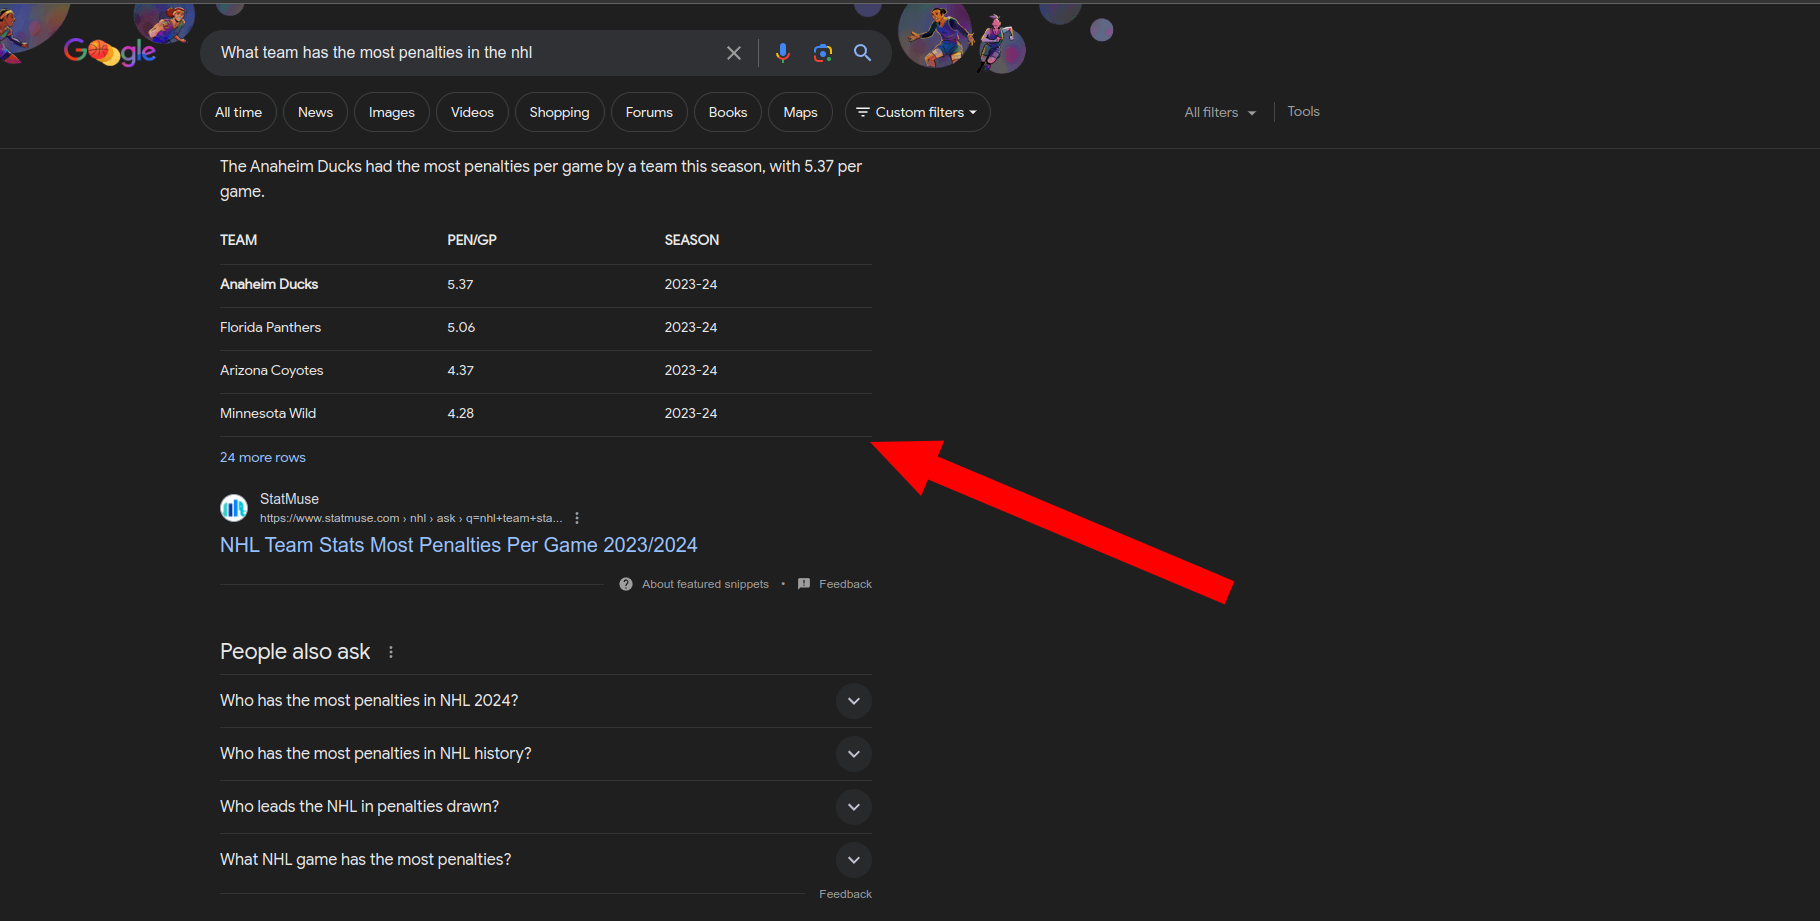 Google
What team has the most penalties in the nhl
All time News Images Videos Shopping Forums Books Maps Custom filters All filters Tools
The Anaheim Ducks had the most penalties per game by a team this season, with 5.37 per
game.
TEAM PEN/GP SEASON
Anaheim Ducks 5.37 2023-24
Florida Panthers 5.06 2023-24
Arizona Coyotes 4.37 2023-24
Minnesota Wild 4.28 2023-24
24 more rows
StatMuse
https://www.statmuse.com › nhl › ask › q=nhl+team+sta...
NHL Team Stats Most Penalties Per Game 2023/2024
About featured snippets • Feedback
People also ask
Who has the most penalties in NHL 2024?
Who has the most penalties in NHL history?
Who leads the NHL in penalties drawn?
What NHL game has the most penalties?
Feedback